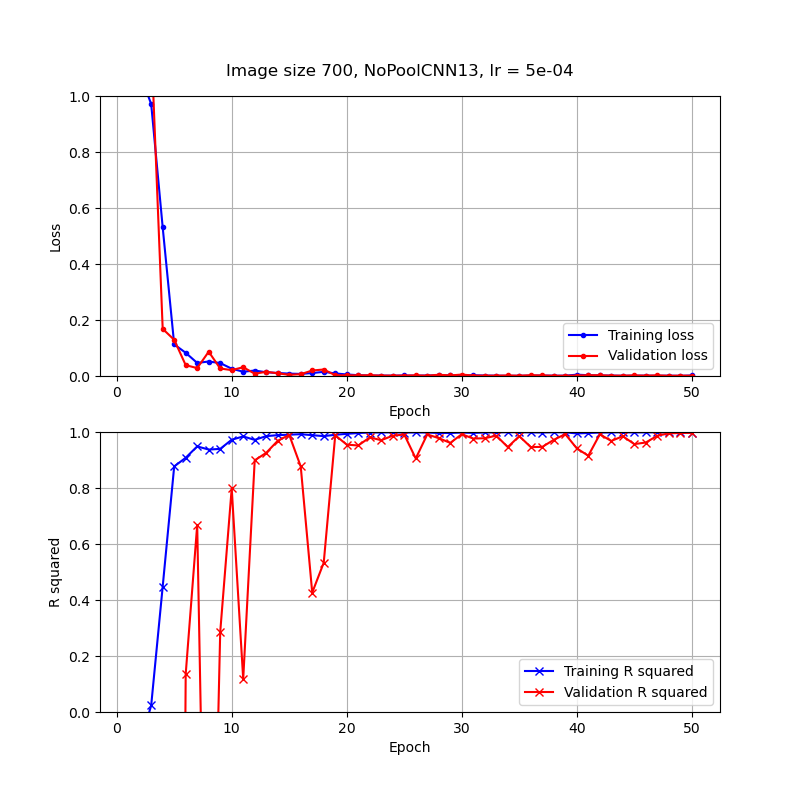 Image size 700, NoPoolCNN13, lr = 5e-04
1.0
0.8
0.6
0.4
0.2
0.0
Loss
Training loss
Validation loss
0 10 20 30 40 50
Epoch
1.0
0.8
0.6
0.4
0.2
0.0
R squared
Training R squared
Validation R squared
0 10 20 30 40 50
Epoch